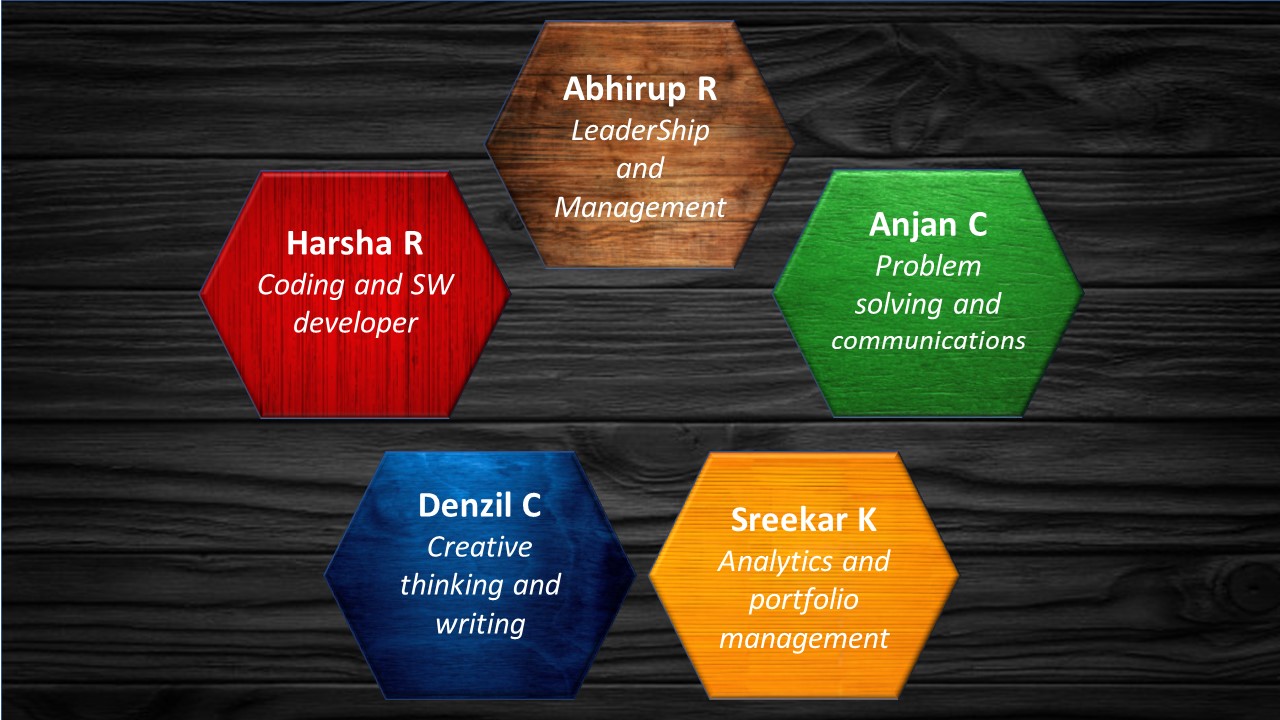 Abhirup R
LeaderShip
and
Management
Harsha R
Coding and SW
developer
Anjan C
Problem
solving and
communications
Denzil C
Creative
thinking and
writing
Sreekar K
Analytics and
portfolio
management